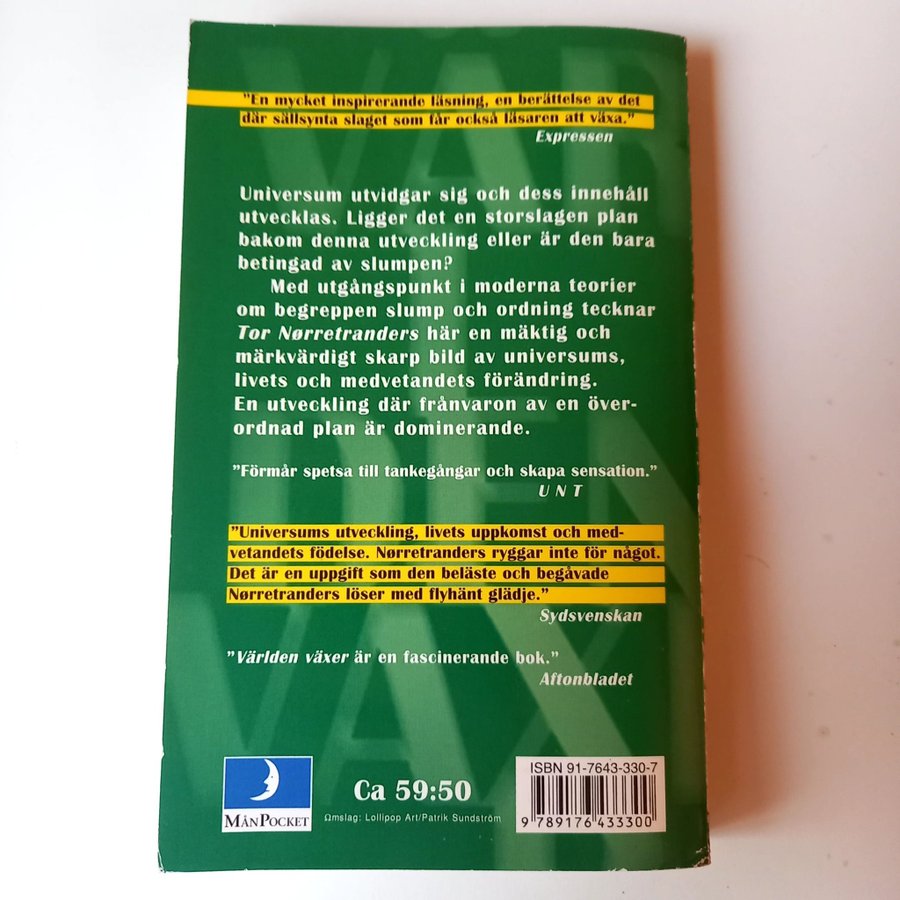 "En mycket inspirerande läsning, en berättelse av det
där sällsynta slaget som får också läsaren att växa."
Expressen
Universum utvidgar sig och dess innehåll
utvecklas. Ligger det en storslagen plan
bakom denna utveckling eller är den bara
betingad av slumpen?
Med utgångspunkt i moderna teorier
om begreppen slump och ordning tecknar
Tor Nørretranders här en mäktig och
märkvärdigt skarp bild av universums,
livets och medvetandets förändring.
En utveckling där frånvaron av en över-
ordnad plan är dominerande.
"Förmår spetsa till tankegångar och skapa sensation."
UNT
"Universums utveckling, livets uppkomst och med-
vetandets födelse. Nørretranders ryggar inte för något.
Det är en uppgift som den beläste och begåvade
Nørretranders löser med flyhänt glädje."
Sydsvenskan
"Världen växer är en fascinerande bok."
Aftonbladet
MÅNPOCKET
Ca 59:50
Ωmslag: Lollipop Art/Patrik Sundström
ISBN 91-7643-330-7
9 789176 433300
VÄR
DEN
VÄX